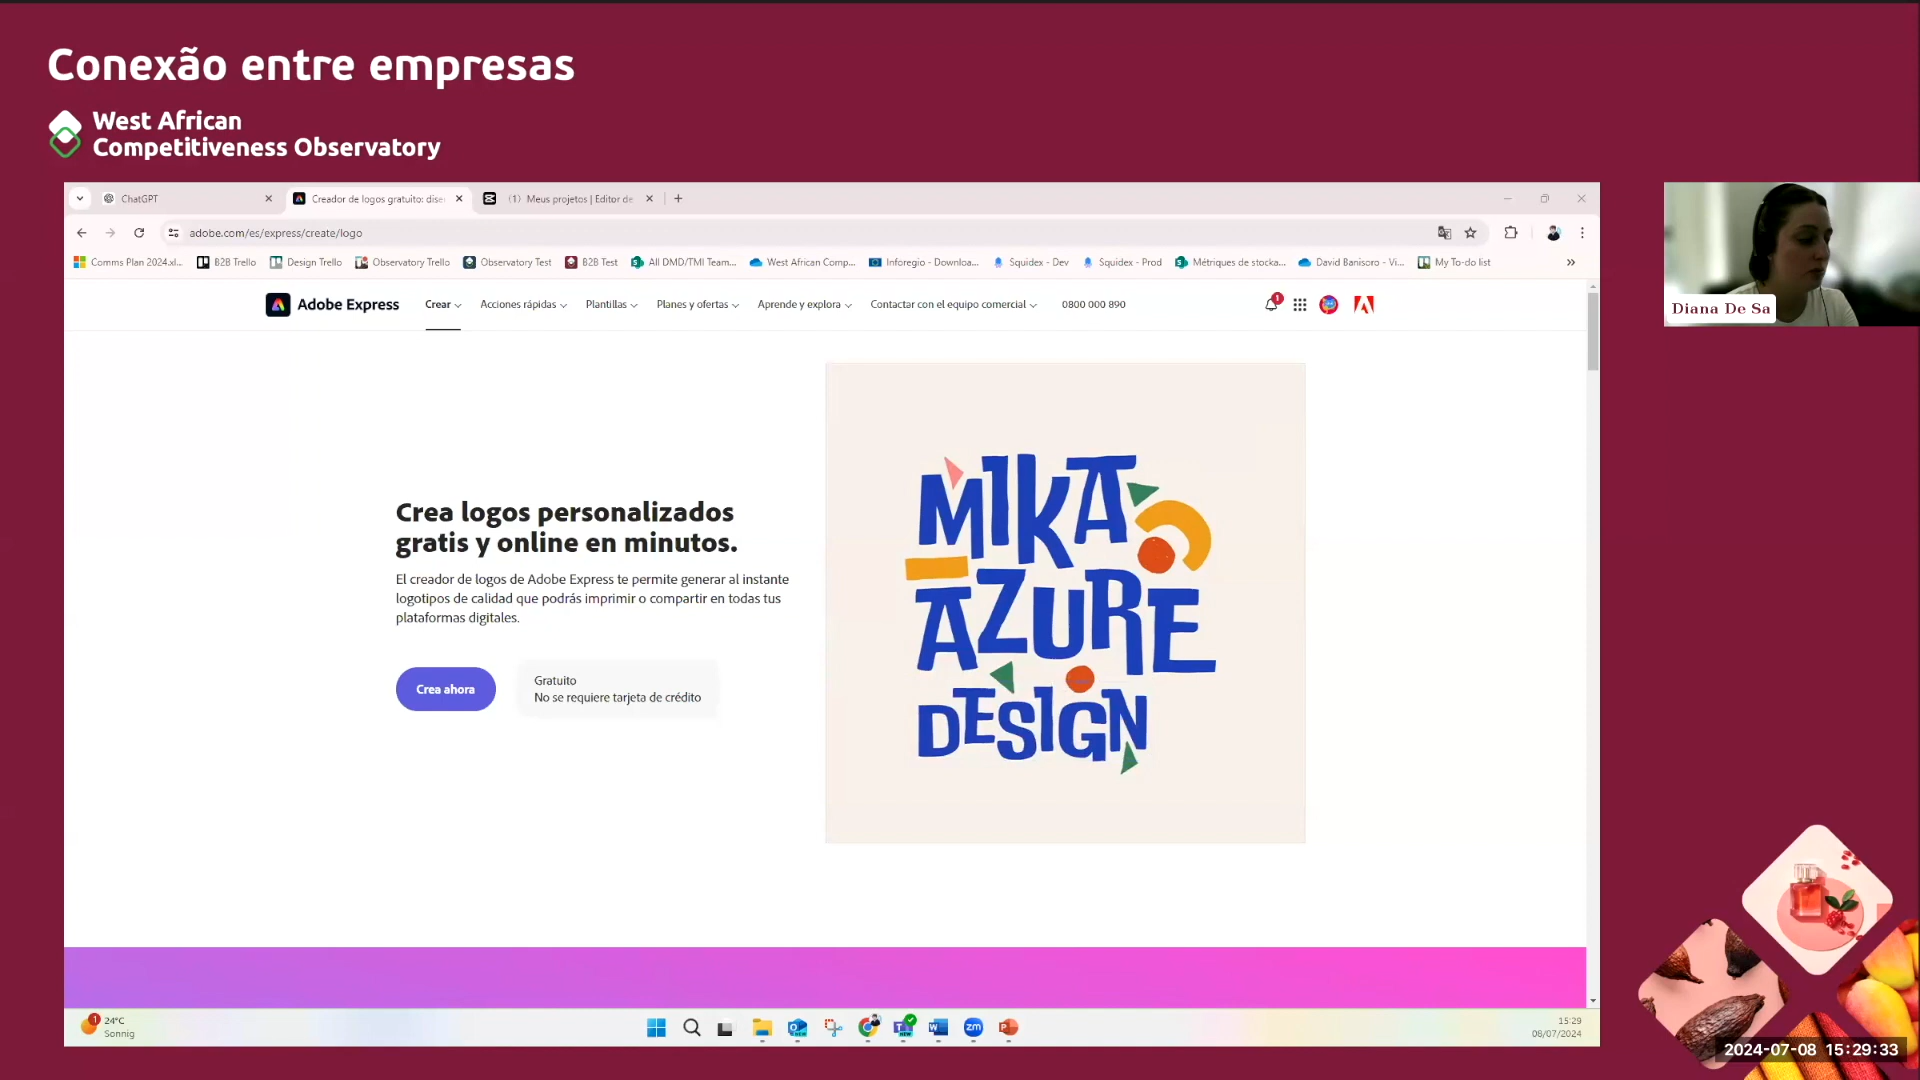 Conexão entre empresas
West African
Competitiveness Observatory
ChatGPT
Creador de logos gratuito: dise
(1) Meus projetos | Editor de
adobe.com/es/express/create/logo
Comms Plan 2024.xl...
B2B Trello
Design Trello
Observatory Trello
Observatory Test
B2B Test
All DMD/TMI Team...
West African Comp...
Inforegio - Downloa...
Squidex - Dev
Squidex - Prod
Métriques de stocka...
David Banisoro - Vi...
My To-do list
Adobe Express
Crear
Acciones rápidas
Plantillas
Planes y ofertas
Aprende y explora
Contactar con el equipo comercial
0800 000 890
1
Diana De Sa
MIKA
AZURE
DESIGN
Crea logos personalizados
gratis y online en minutos.
El creador de logos de Adobe Express te permite generar al instante
logotipos de calidad que podrás imprimir o compartir en todas tus
plataformas digitales.
Crea ahora
Gratuito
No se requiere tarjeta de crédito
1
24°C
Sonnig
zm
15:29
08/07/2024
2024-07-08 15:29:33